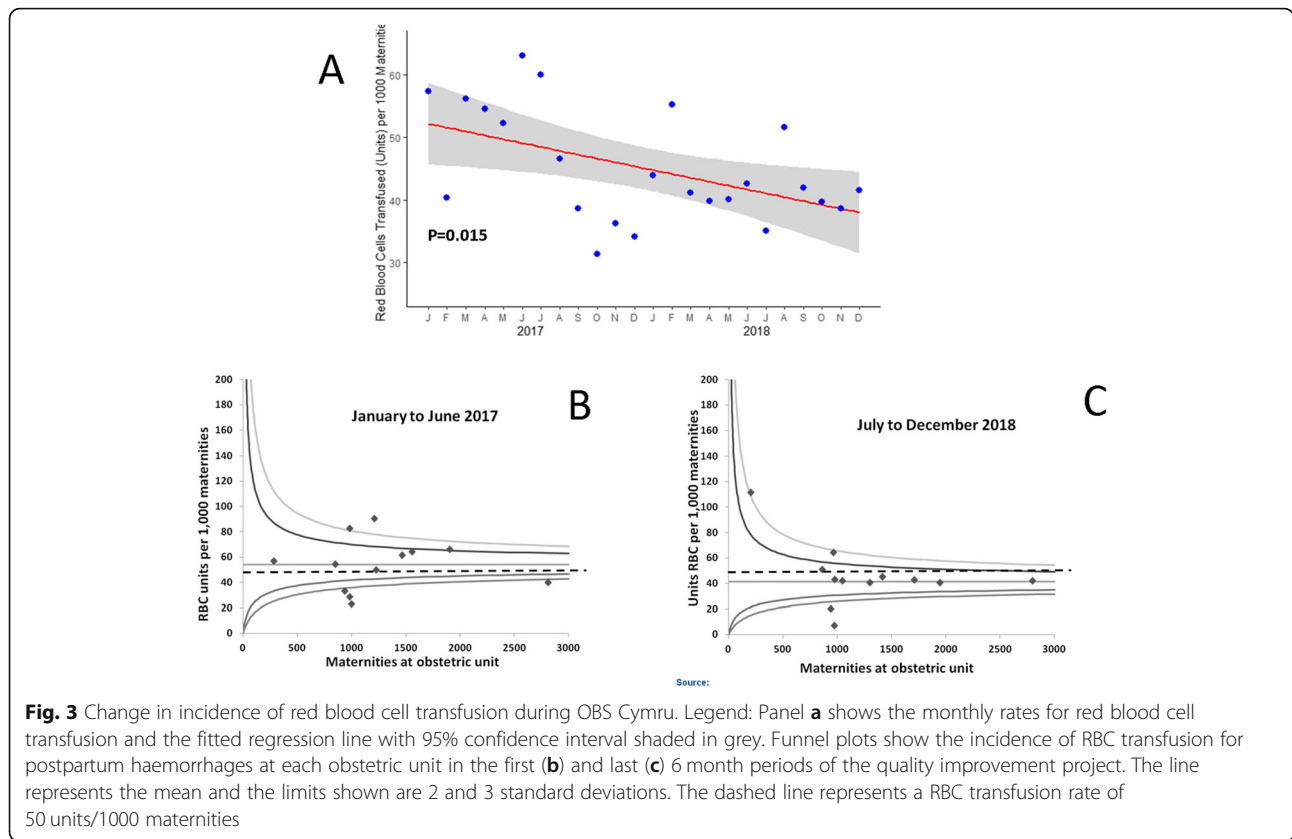 A
Red Blood Cells Transfused (Units) per 1000 Maternitie
60
50
40
30
P=0.015
J F M A M J J A S O N D J F M A M J J A S O N D
2017 2018
B
January to June 2017
RBC units per 1,000 maternities
200
180
160
140
120
100
80
60
40
20
0
0 500 1000 1500 2000 2500 3000
Maternities at obstetric unit
C
July to December 2018
Units RBC per 1,000 maternities
200
180
160
140
120
100
80
60
40
20
0
0 500 1000 1500 2000 2500 3000
Maternities at obstetric unit
Source:
Fig. 3 Change in incidence of red blood cell transfusion during OBS Cymru. Legend: Panel a shows the monthly rates for red blood cell
transfusion and the fitted regression line with 95% confidence interval shaded in grey. Funnel plots show the incidence of RBC transfusion for
postpartum haemorrhages at each obstetric unit in the first (b) and last (c) 6 month periods of the quality improvement project. The line
represents the mean and the limits shown are 2 and 3 standard deviations. The dashed line represents a RBC transfusion rate of
50 units/1000 maternities